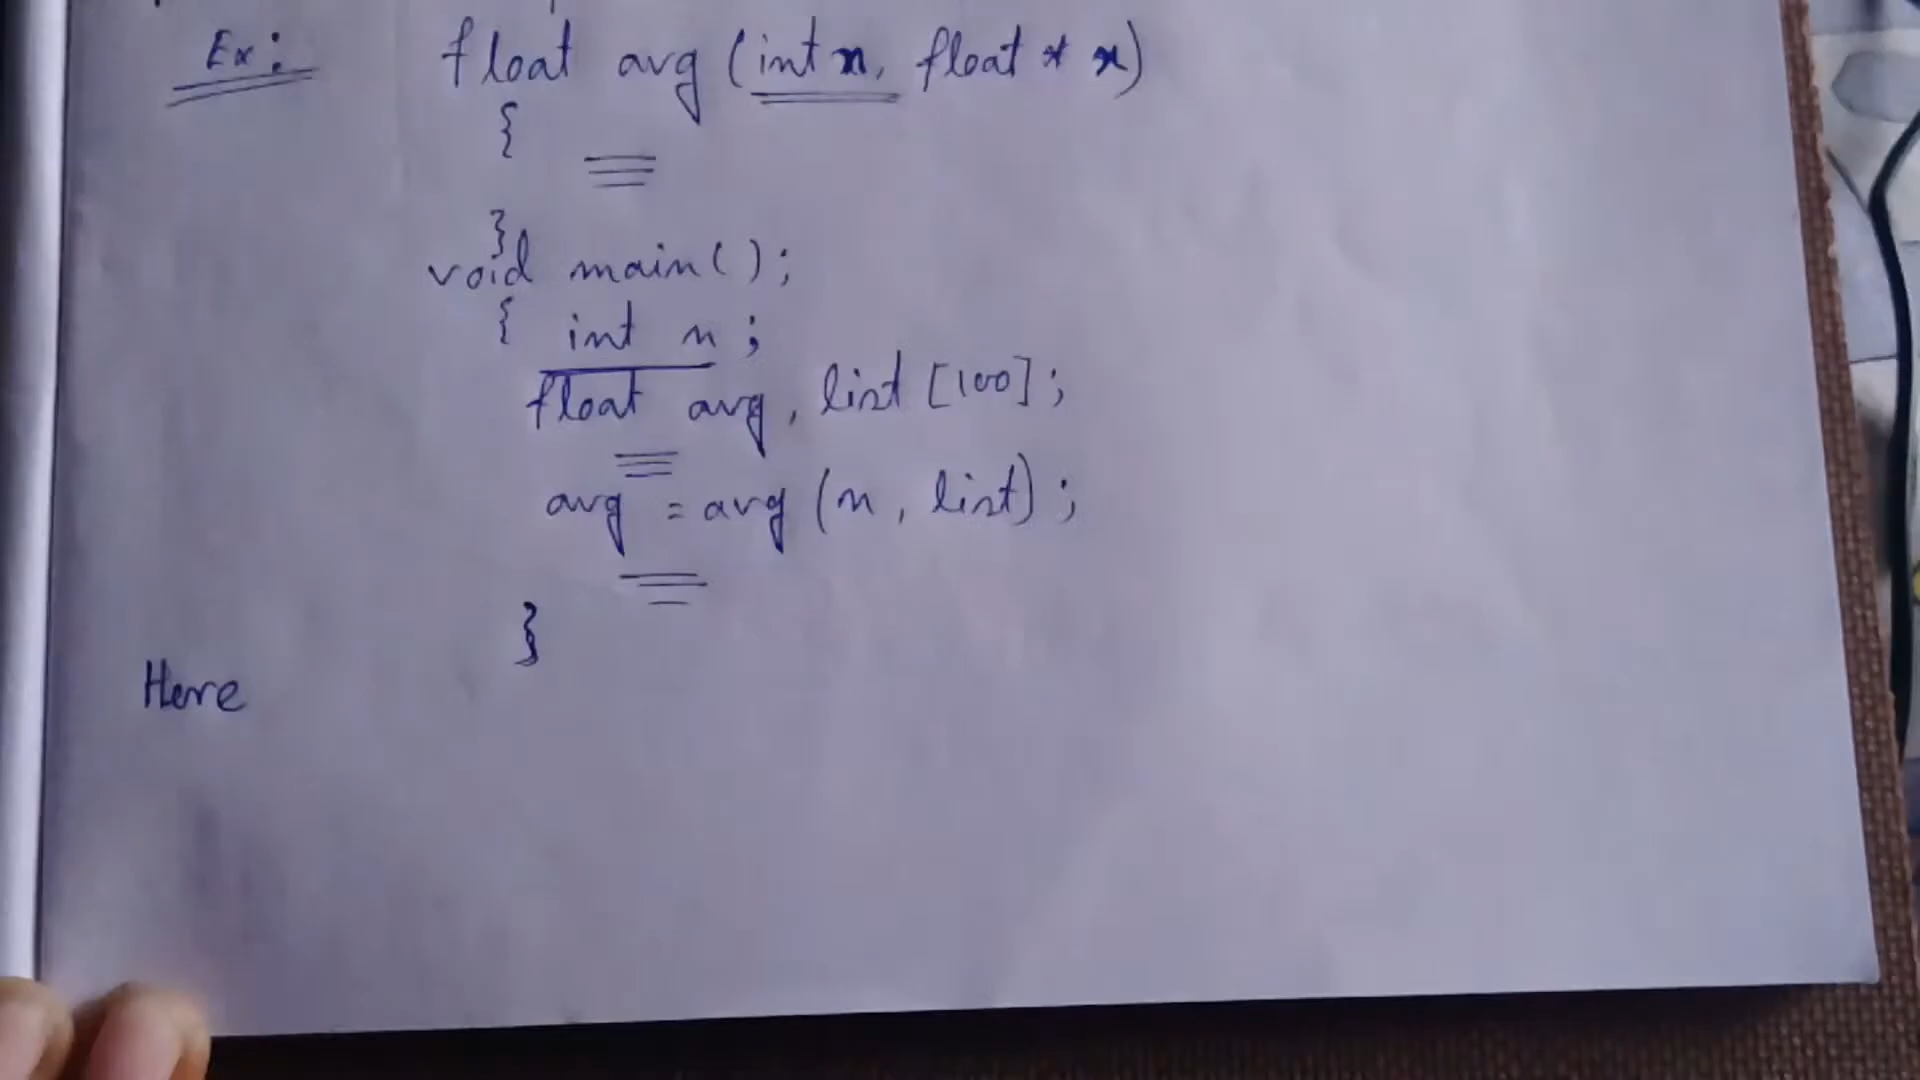 Ex: float avg (int n, float * x)
{
}
void main();
{ int n;
float avg, list [100];
avg = avg (n, list);
}
Here